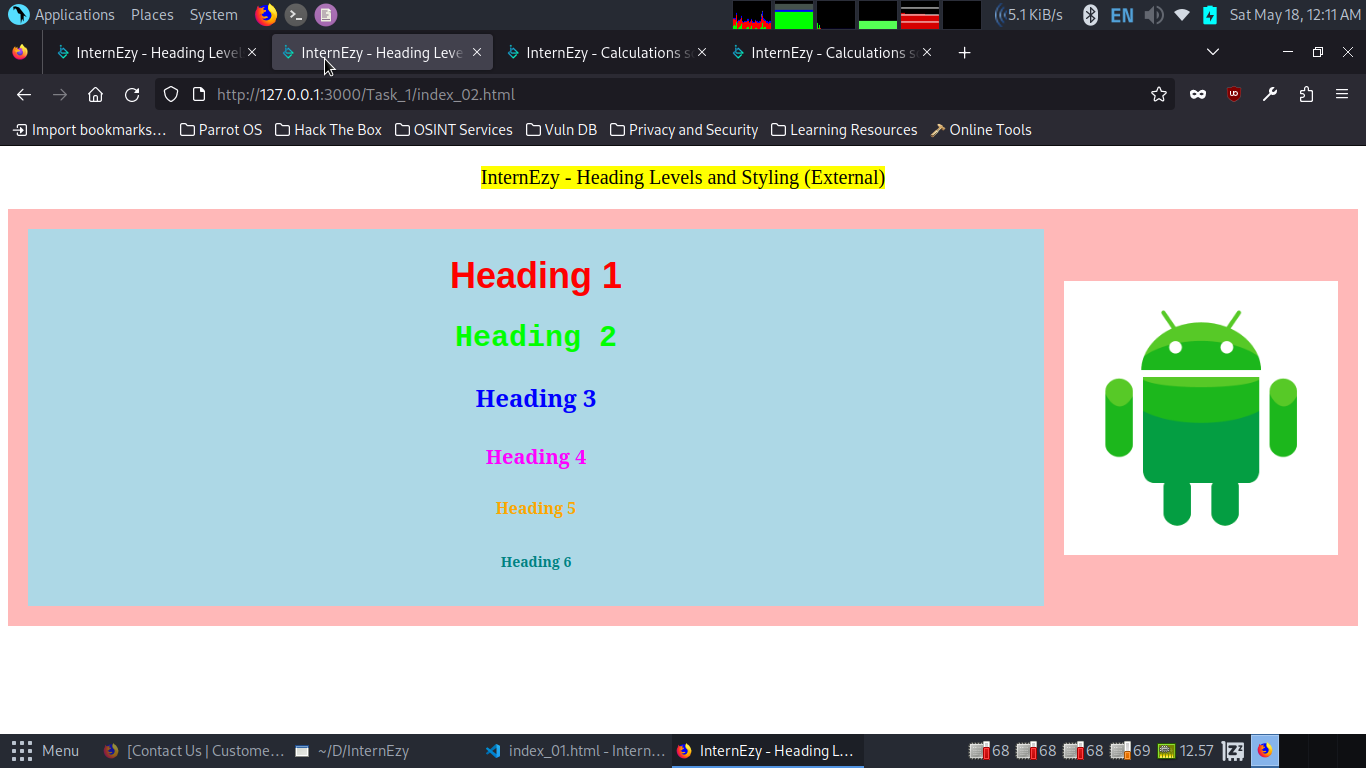 Applications Places System 5.1 KiB/s EN Sat May 18, 12:11 AM
InternEzy - Heading Level InternEzy - Heading Leve InternEzy - Calculations s InternEzy - Calculations s
http://127.0.0.1:3000/Task_1/index_02.html
Import bookmarks... Parrot OS Hack The Box OSINT Services Vuln DB Privacy and Security Learning Resources Online Tools
InternEzy - Heading Levels and Styling (External)
Heading 1
Heading 2
Heading 3
Heading 4
Heading 5
Heading 6
Menu [Contact Us | Custome... ~/D/InternEzy index_01.html - Intern... InternEzy - Heading L... 68 68 68 69 12.57